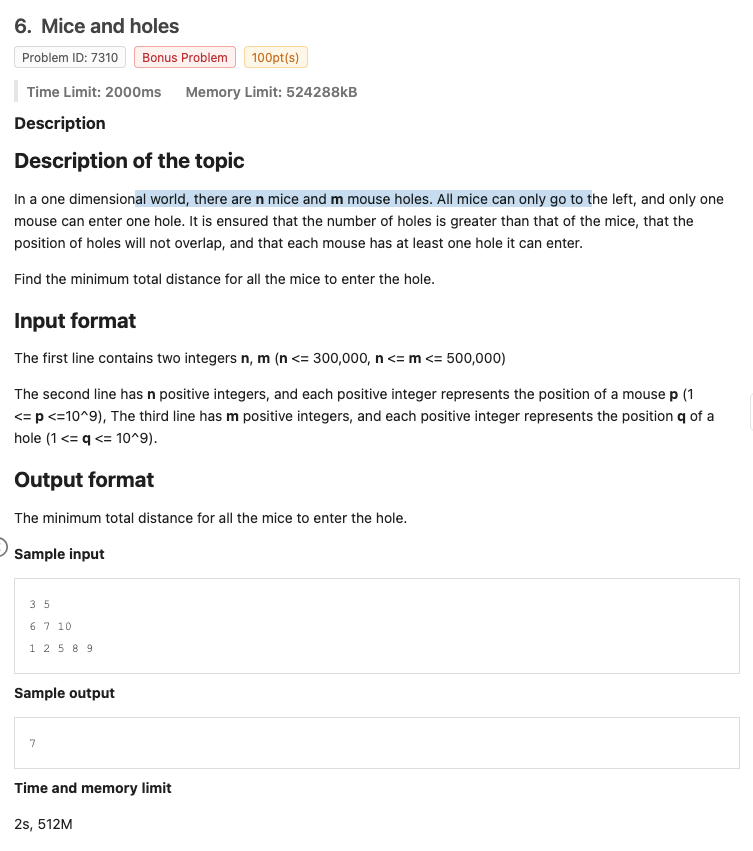 6. Mice and holes
Problem ID: 7310 Bonus Problem 100pt(s)
Time Limit: 2000ms Memory Limit: 524288kB
Description
Description of the topic
In a one dimensional world, there are n mice and m mouse holes. All mice can only go to the left, and only one
mouse can enter one hole. It is ensured that the number of holes is greater than that of the mice, that the
position of holes will not overlap, and that each mouse has at least one hole it can enter.
Find the minimum total distance for all the mice to enter the hole.
Input format
The first line contains two integers n, m (n <= 300,000, n <= m <= 500,000)
The second line has n positive integers, and each positive integer represents the position of a mouse p (1
<= p <=10^9), The third line has m positive integers, and each positive integer represents the position q of a
hole (1 <= q <= 10^9).
Output format
The minimum total distance for all the mice to enter the hole.
Sample input
3 5
6 7 10
1 2 5 8 9
Sample output
7
Time and memory limit
2s, 512M